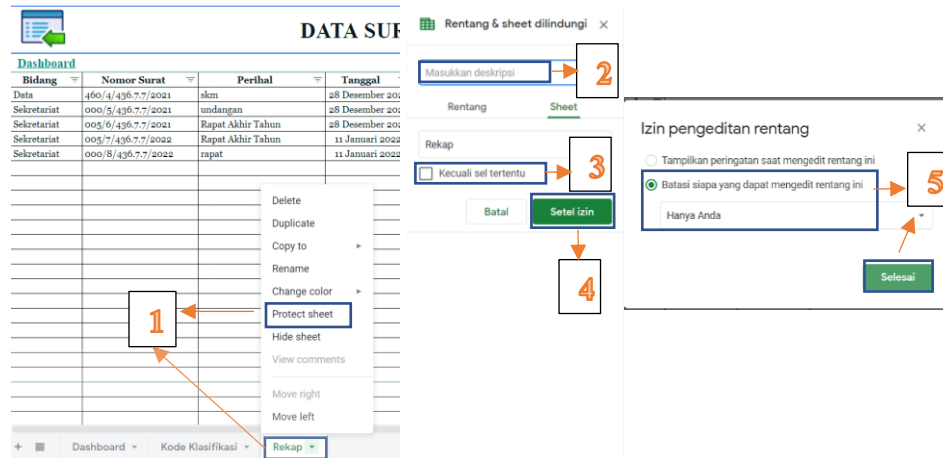 DATA SUR
Dashboard
Bidang Nomor Surat Perihal Tanggal
Data 460/4/436.7.7/2021 skm 28 Desember 202
Sekretariat 000/5/436.7.7/2021 undangan 28 Desember 202
Sekretariat 005/6/436.7.7/2021 Rapat Akhir Tahun 28 Desember 202
Sekretariat 005/7/436.7.7/2022 Rapat Akhir Tahun 11 Januari 2022
Sekretariat 000/8/436.7.7/2022 rapat 11 Januari 2022
Delete
Duplicate
Copy to
Rename
Change color
Protect sheet
Hide sheet
View comments
Move right
Move left
1
+ Dashboard Kode Klasifikasi Rekap
Rentang & sheet dilindungi ×
Masukkan deskripsi
2
Rentang Sheet
Rekap
Kecuali sel tertentu
3
Batal Setel izin
4
Izin pengeditan rentang ×
Tampilkan peringatan saat mengedit rentang ini
Batasi siapa yang dapat mengedit rentang ini
5
Hanya Anda
Selesai